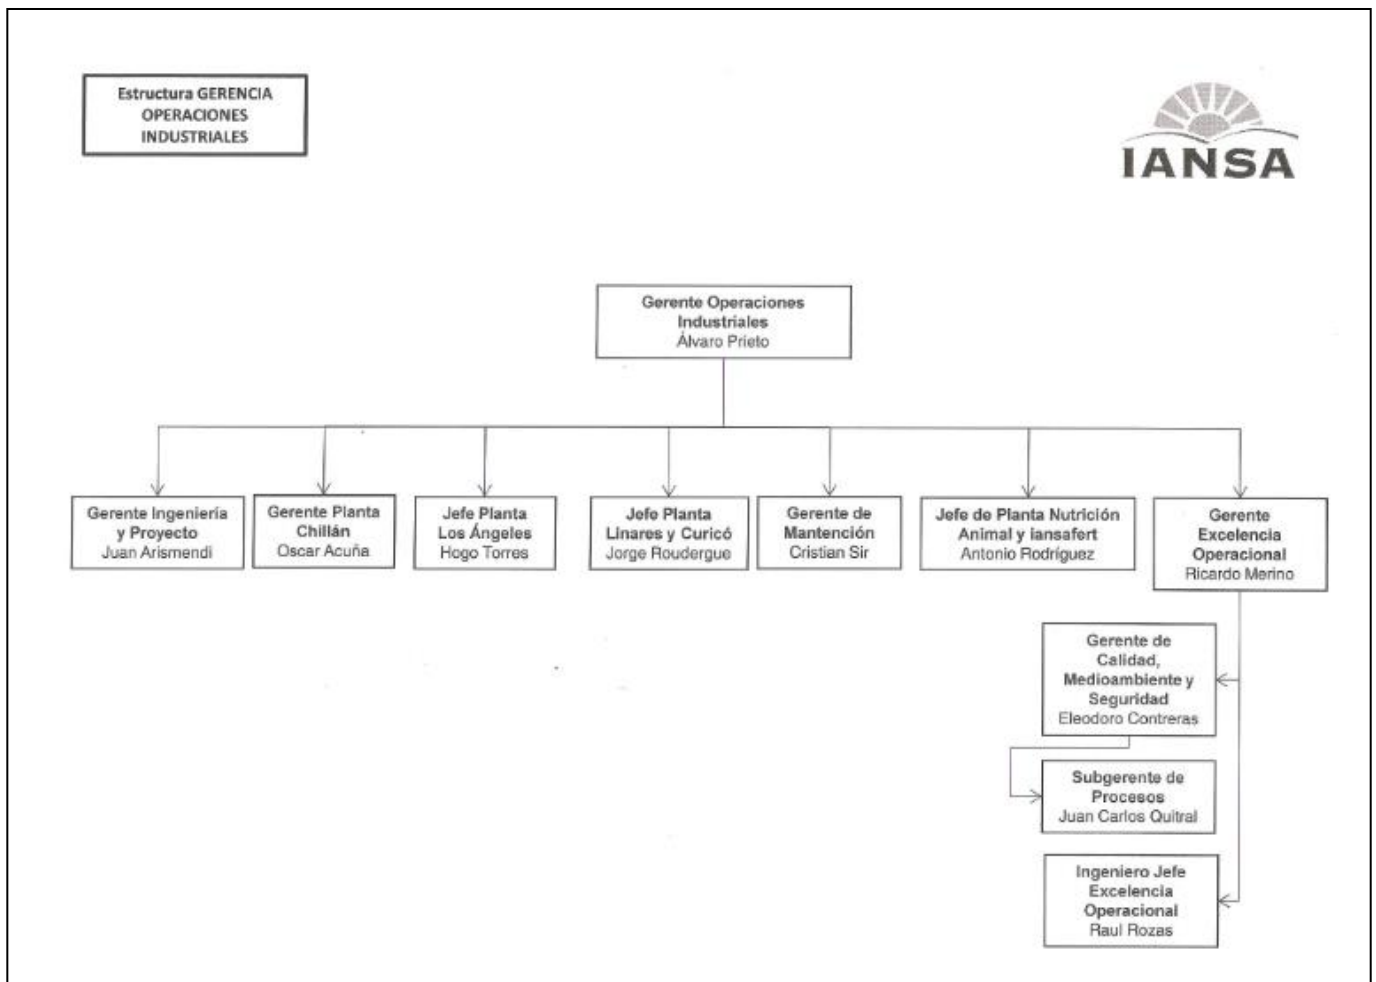 Estructura GERENCIA
OPERACIONES
INDUSTRIALES
IANSA
Gerente Operaciones
Industriales
Álvaro Prieto
Gerente Ingeniería
y Proyecto
Juan Arismendi
Gerente Planta
Chillán
Oscar Acuña
Jefe Planta
Los Ángeles
Hogo Torres
Jefe Planta
Linares y Curicó
Jorge Roudergue
Gerente de
Mantención
Cristian Sir
Jefe de Planta Nutrición
Animal y iansafert
Antonio Rodríguez
Gerente
Excelencia
Operacional
Ricardo Merino
Gerente de
Calidad,
Medioambiente y
Seguridad
Eleodoro Contreras
Subgerente de
Procesos
Juan Carlos Quitral
Ingeniero Jefe
Excelencia
Operacional
Raul Rozas